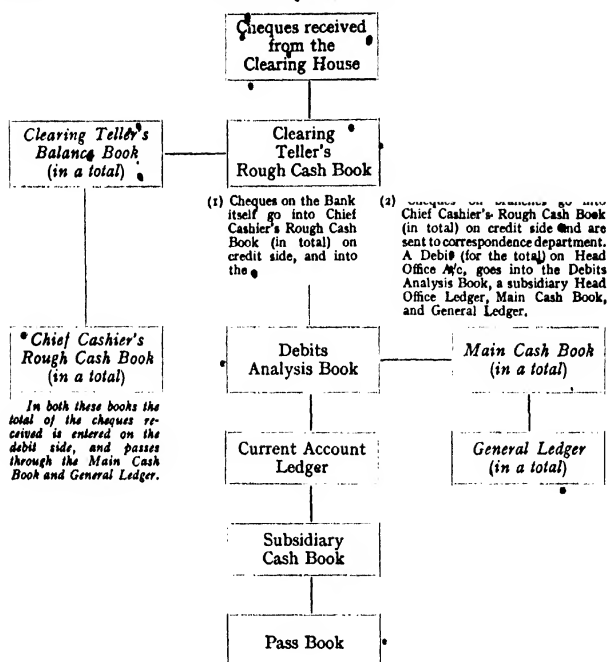 Cheques received
from the
Clearing House
Clearing Teller's
Balance Book
(in a total)
Clearing
Teller's
Rough Cash Book
(1) Cheques on the Bank
itself go into Chief
Cashier's Rough Cash
Book (in total) on
credit side, and into
the
(2) Cheques on branches go into
Chief Cashier's Rough Cash Book
(in total) on credit side and are
sent to correspondence department.
A Debit (for the total) on Head
Office A/c, goes into the Debits
Analysis Book, a subsidiary Head
Office Ledger, Main Cash Book,
and General Ledger.
Chief Cashier's
Rough Cash Book
(in a total)
In both these books the
total of the cheques re-
ceived is entered on the
debit side, and passes
through the Main Cash
Book and General Ledger.
Debits
Analysis Book
Main Cash Book
(in a total)
Current Account
Ledger
General Ledger
(in a total)
Subsidiary
Cash Book
Pass Book